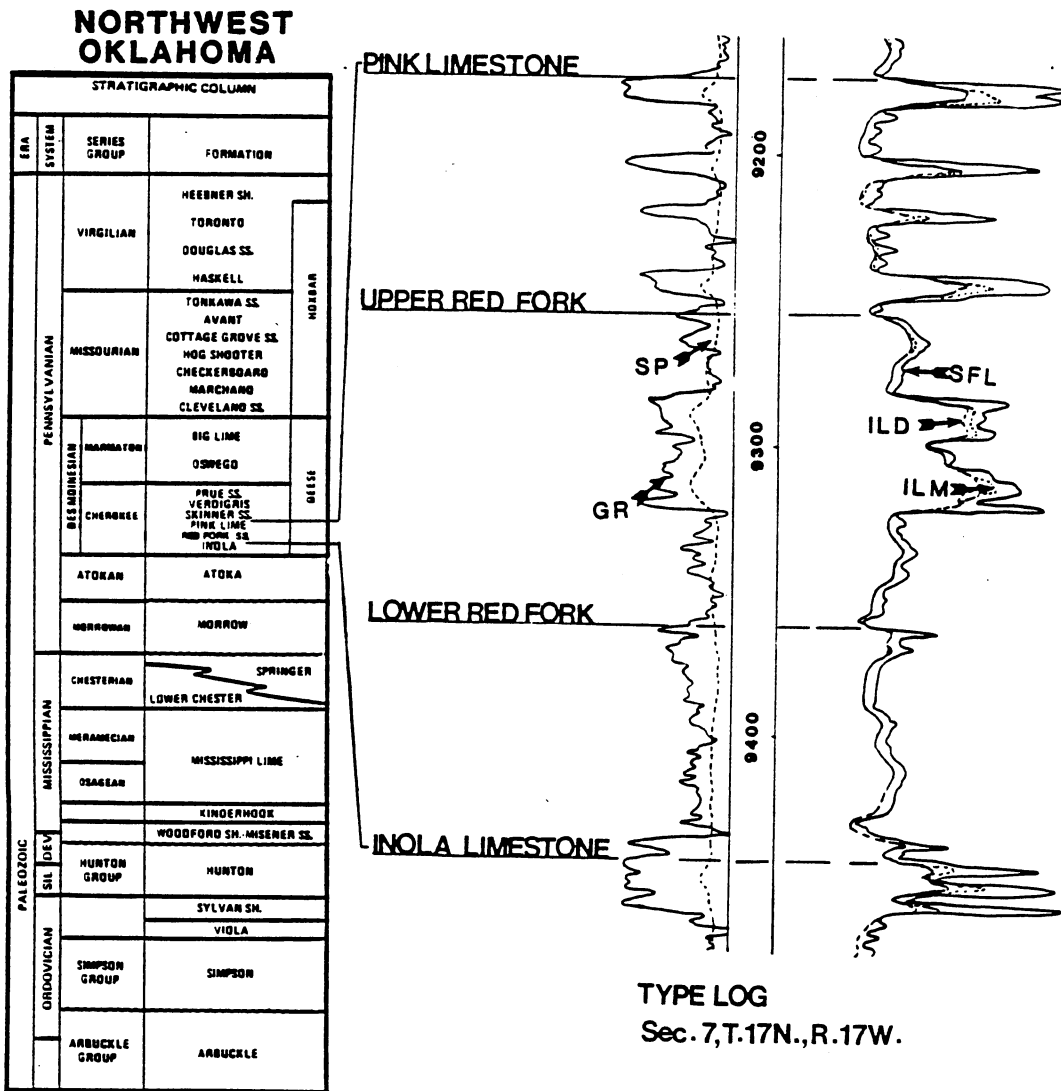 NORTHWEST
OKLAHOMA
STRATIGRAPHIC COLUMN
ERA
SYSTEM
SERIES
GROUP
FORMATION
PALEOZOIC
PENNSYLVANIAN
VIRGILIAN
HEEBNER SH.
TORONTO
DOUGLAS SS.
HASKELL
HOXBAR
MISSOURIAN
TONKAWA SS.
AVANT
COTTAGE GROVE SS.
HOG SHOOTER
CHECKERBOARD
MARCHAND
CLEVELAND SS.
DESMOINESIAN
MARMATON
BIG LIME
OSWEGO
DEESE
CHEROKEE
PRUE SS.
VERDIGRIS
SKINNER SS.
PINK LIME
RED FORK SS.
INOLA
ATOKAN
ATOKA
MORROWAN
MORROW
MISSISSIPPIAN
CHESTERIAN
SPRINGER
LOWER CHESTER
MERAMECIAN
OSAGEAN
MISSISSIPPI LIME
KINDERHOOK
DEV
WOODFORD SH.-MISENER SS.
SIL
HUNTON
GROUP
HUNTON
ORDOVICIAN
SYLVAN SH.
VIOLA
SIMPSON
GROUP
SIMPSON
ARBUCKLE
GROUP
ARBUCKLE
PINK LIMESTONE
9200
UPPER RED FORK
SP
SFL
ILD
9300
ILM
GR
LOWER RED FORK
9400
INOLA LIMESTONE
TYPE LOG
Sec. 7,T.17N.,R.17W.